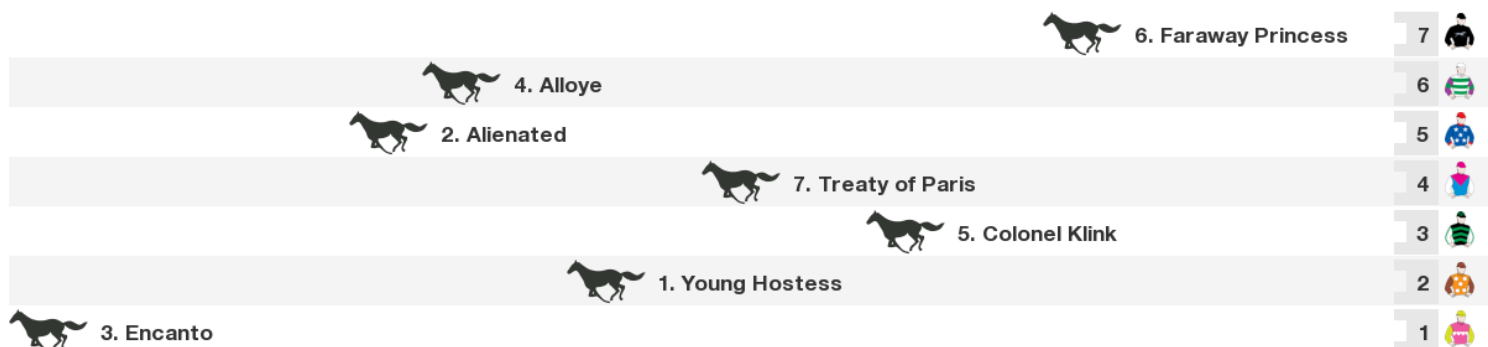 6. Faraway Princess 7
4. Alloye 6
2. Alienated 5
7. Treaty of Paris 4
5. Colonel Klink 3
1. Young Hostess 2
3. Encanto 1